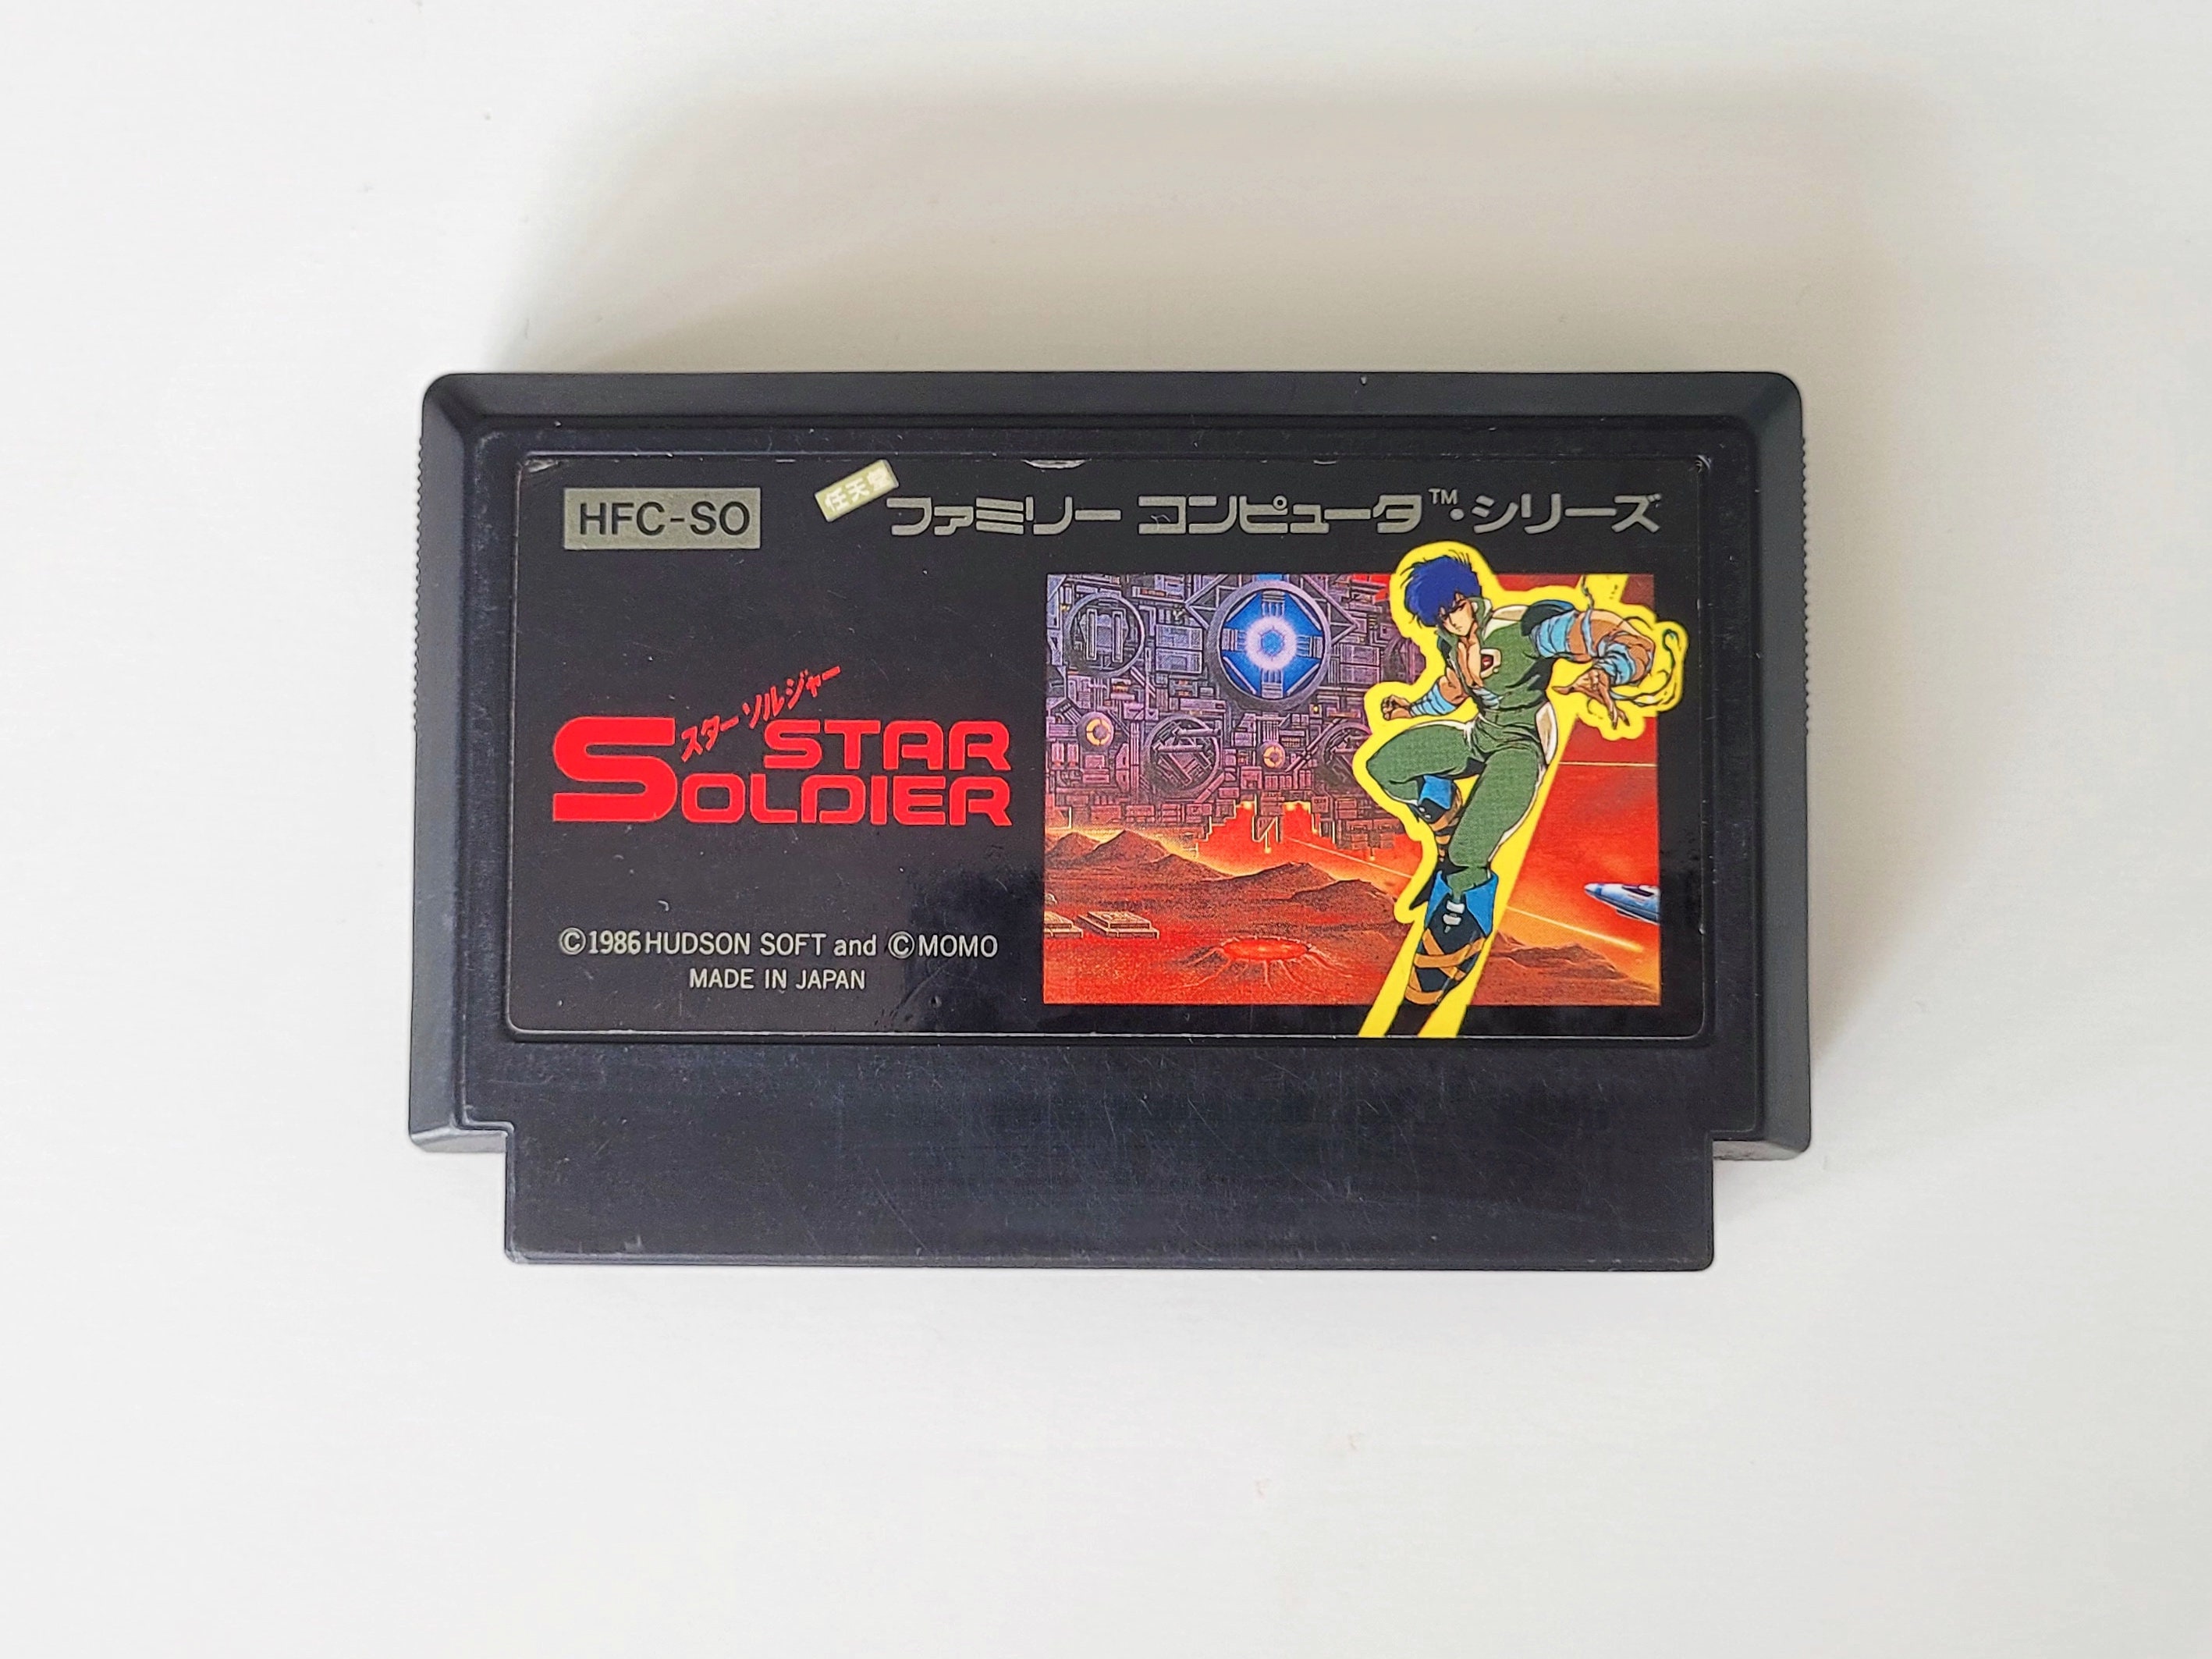 HFC-SO
任天堂
ファミリー コンピュータ™・シリーズ
スターソルジャー
STAR
SOLDIER
©1986 HUDSON SOFT and ©MOMO
MADE IN JAPAN